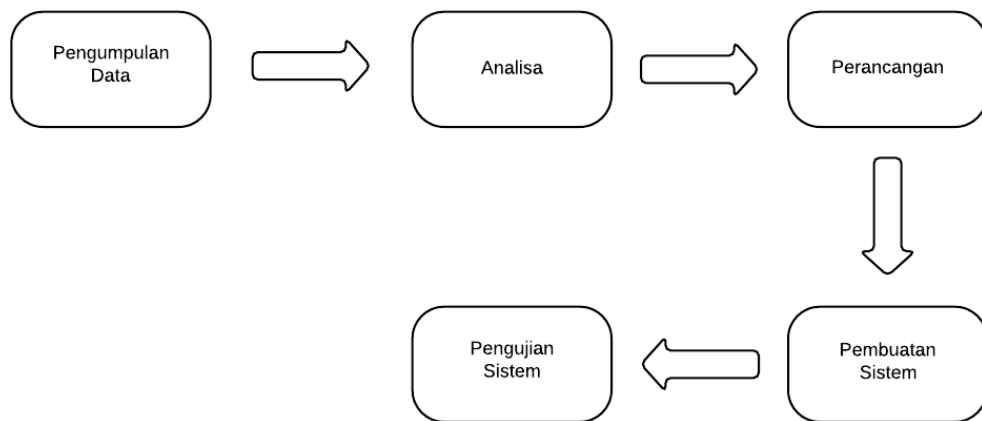 Pengumpulan
Data
Analisa
Perancangan
Pembuatan
Sistem
Pengujian
Sistem